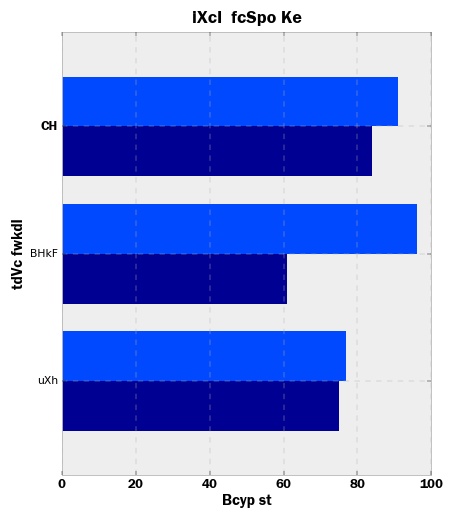 lXcl fcSpo Ke
tdVc fwkdl
CH
BHkF
uXh
0 20 40 60 80 100
Bcyp st